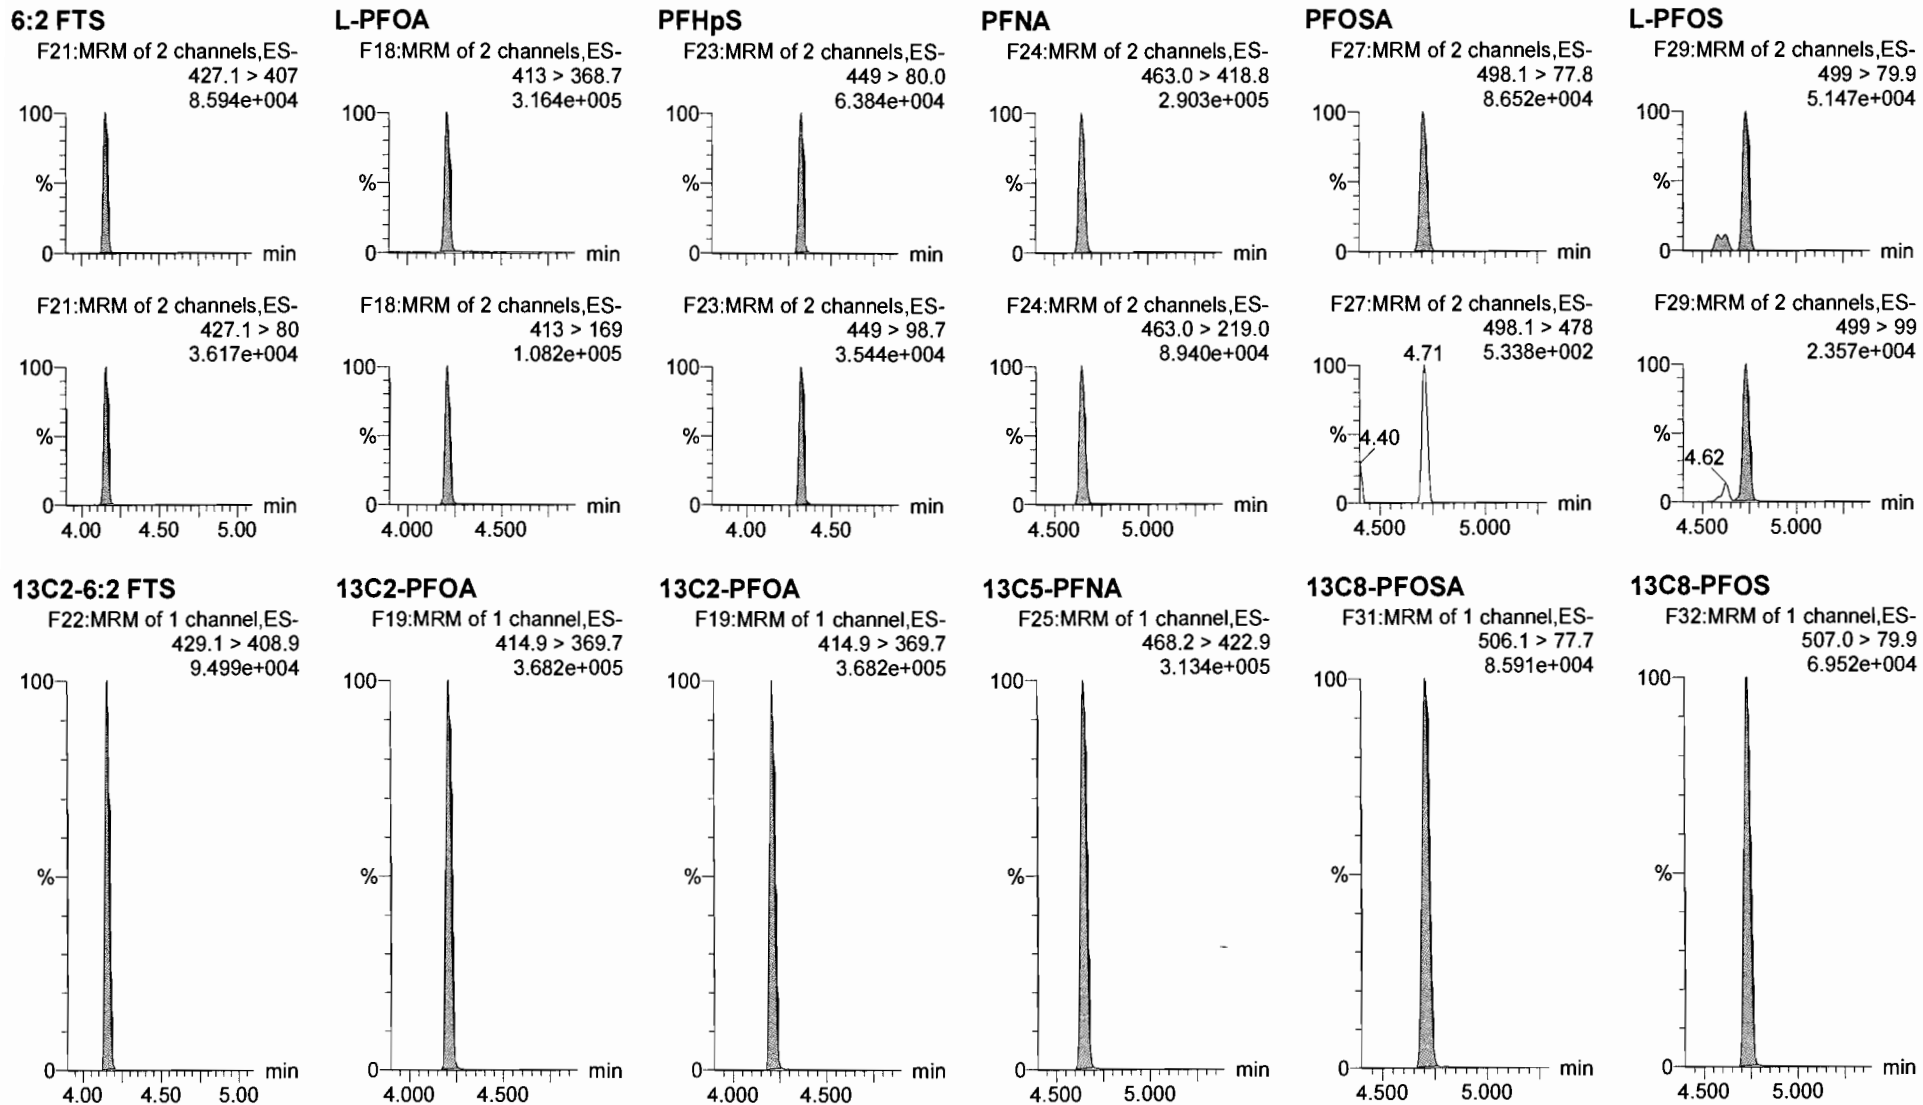 6:2 FTS
F21:MRM of 2 channels,ES-
427.1 > 407
8.594e+004
100
%
0
min
L-PFOA
F18:MRM of 2 channels,ES-
413 > 368.7
3.164e+005
100
%
0
min
PFHpS
F23:MRM of 2 channels,ES-
449 > 80.0
6.384e+004
100
%
0
min
PFNA
F24:MRM of 2 channels,ES-
463.0 > 418.8
2.903e+005
100
%
0
min
PFOSA
F27:MRM of 2 channels,ES-
498.1 > 77.8
8.652e+004
100
%
0
min
L-PFOS
F29:MRM of 2 channels,ES-
499 > 79.9
5.147e+004
100
%
0
min
F21:MRM of 2 channels,ES-
427.1 > 80
3.617e+004
100
%
0
min
4.00 4.50 5.00
F18:MRM of 2 channels,ES-
413 > 169
1.082e+005
100
%
0
min
4.000 4.500
F23:MRM of 2 channels,ES-
449 > 98.7
3.544e+004
100
%
0
min
4.00 4.50
F24:MRM of 2 channels,ES-
463.0 > 219.0
8.940e+004
100
%
0
min
4.500 5.000
F27:MRM of 2 channels,ES-
498.1 > 478
4.71 5.338e+002
100
%
4.40
0
min
4.500 5.000
F29:MRM of 2 channels,ES-
499 > 99
2.357e+004
100
%
4.62
0
min
4.500 5.000
13C2-6:2 FTS
F22:MRM of 1 channel,ES-
429.1 > 408.9
9.499e+004
100
%
0
min
4.00 4.50 5.00
13C2-PFOA
F19:MRM of 1 channel,ES-
414.9 > 369.7
3.682e+005
100
%
0
min
4.000 4.500
13C2-PFOA
F19:MRM of 1 channel,ES-
414.9 > 369.7
3.682e+005
100
%
0
min
4.000 4.500
13C5-PFNA
F25:MRM of 1 channel,ES-
468.2 > 422.9
3.134e+005
100
%
0
min
4.500 5.000
13C8-PFOSA
F31:MRM of 1 channel,ES-
506.1 > 77.7
8.591e+004
100
%
0
min
4.500 5.000
13C8-PFOS
F32:MRM of 1 channel,ES-
507.0 > 79.9
6.952e+004
100
%
0
min
4.500 5.000